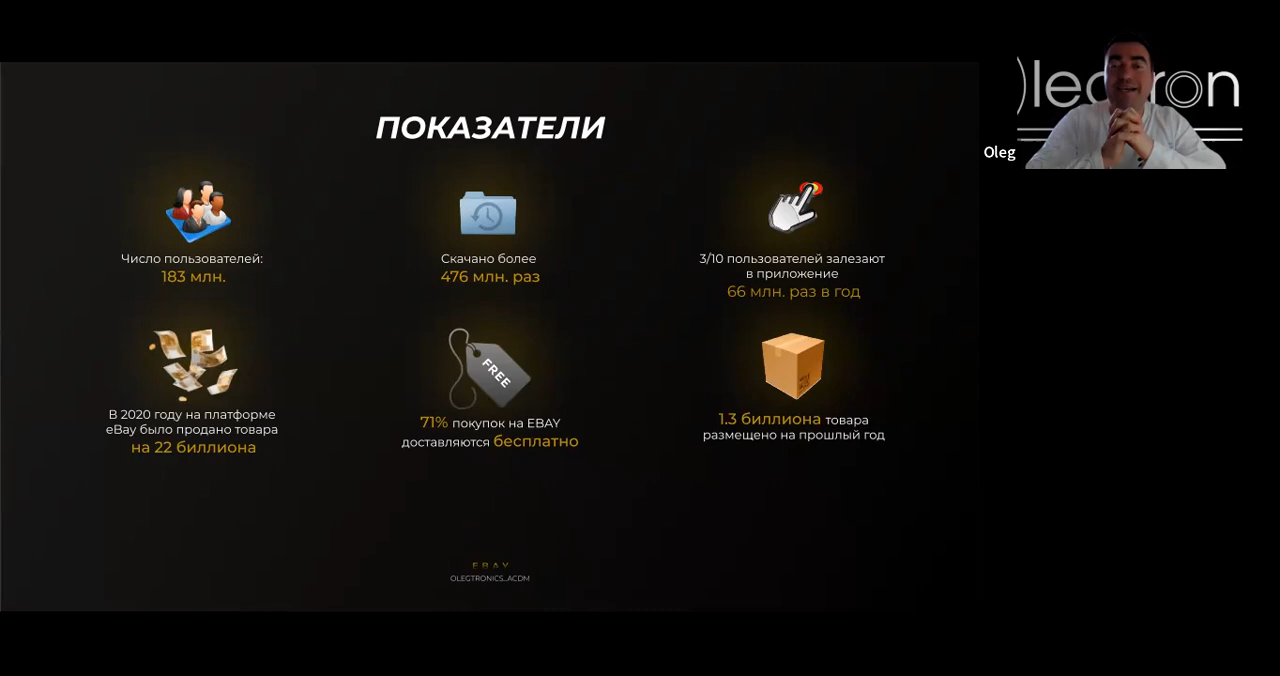 ПОКАЗАТЕЛИ
Число пользователей:
183 млн.
Скачано более
476 млн. раз
3/10 пользователей залезают
в приложение
66 млн. раз в год
В 2020 году на платформе
eBay было продано товара
на 22 биллиона
FREE
71% покупок на EBAY
доставляются бесплатно
1.3 биллиона товара
размещено на прошлый год
EBAY
OLEGTRONICS_ACDM
Oleg